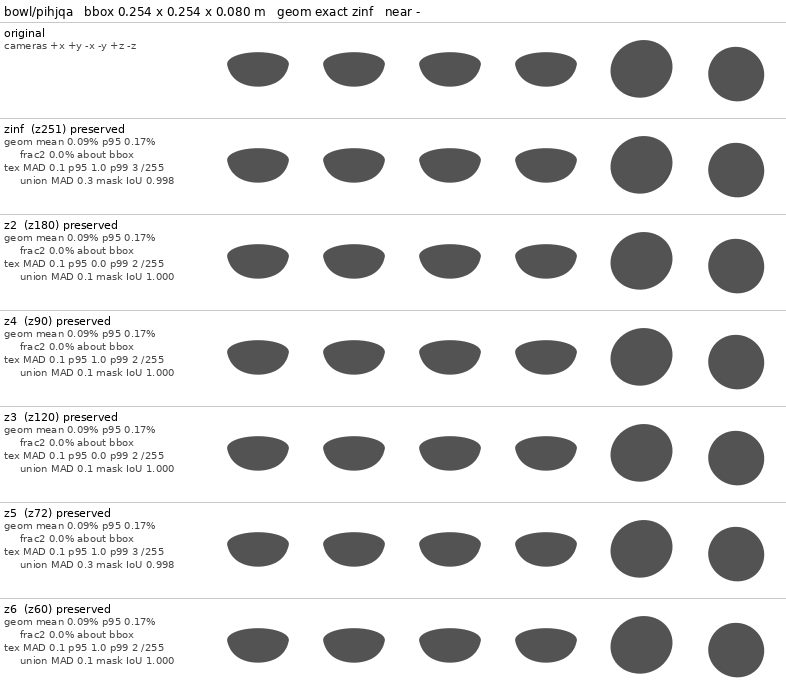 bowl/pihjqa bbox 0.254 x 0.254 x 0.080 m geom exact zinf near -
original
cameras +x +y -x -y +z -z
zinf (z251) preserved
geom mean 0.09% p95 0.17%
frac2 0.0% about bbox
tex MAD 0.1 p95 1.0 p99 3 /255
union MAD 0.3 mask IoU 0.998
z2 (z180) preserved
geom mean 0.09% p95 0.17%
frac2 0.0% about bbox
tex MAD 0.1 p95 0.0 p99 2 /255
union MAD 0.1 mask IoU 1.000
z4 (z90) preserved
geom mean 0.09% p95 0.17%
frac2 0.0% about bbox
tex MAD 0.1 p95 1.0 p99 2 /255
union MAD 0.1 mask IoU 1.000
z3 (z120) preserved
geom mean 0.09% p95 0.17%
frac2 0.0% about bbox
tex MAD 0.1 p95 0.0 p99 2 /255
union MAD 0.1 mask IoU 1.000
z5 (z72) preserved
geom mean 0.09% p95 0.17%
frac2 0.0% about bbox
tex MAD 0.1 p95 1.0 p99 3 /255
union MAD 0.3 mask IoU 0.998
z6 (z60) preserved
geom mean 0.09% p95 0.17%
frac2 0.0% about bbox
tex MAD 0.1 p95 1.0 p99 2 /255
union MAD 0.1 mask IoU 1.000